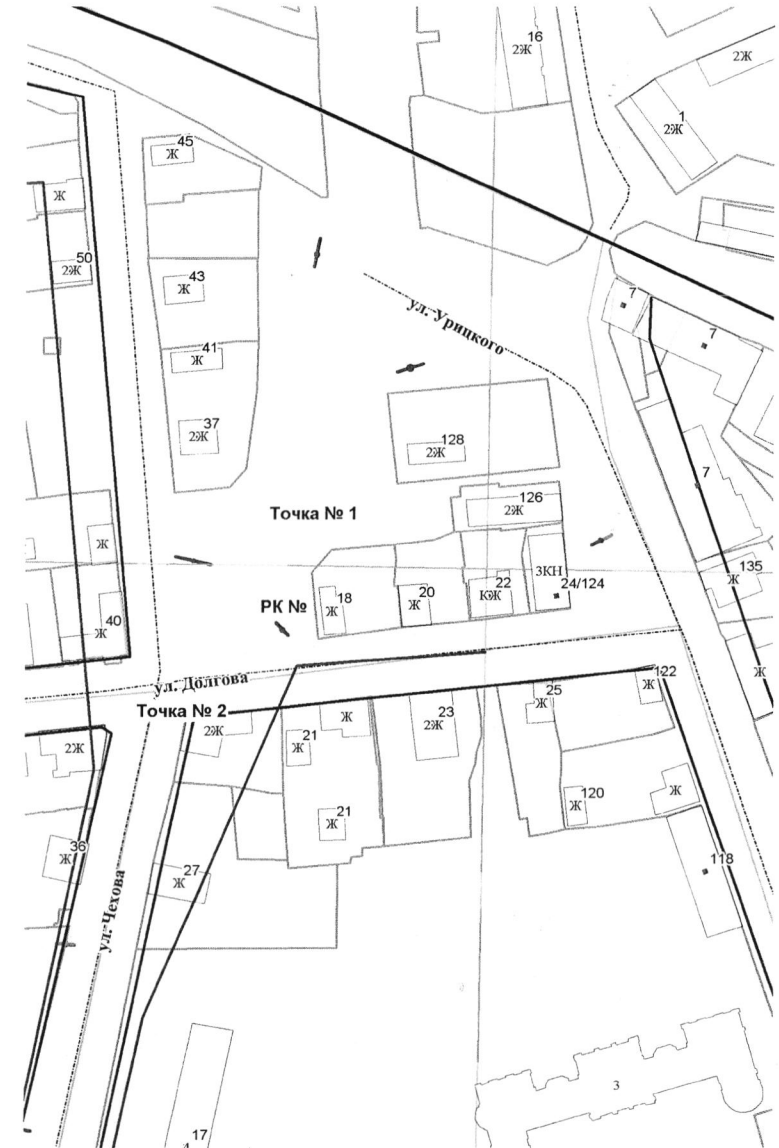 16
2Ж
2Ж
1
2Ж
45
Ж
Ж
50
2Ж
43
Ж
7
7
ул. Урицкого
41
Ж
37
2Ж
128
2Ж
7
126
2Ж
Точка № 1
Ж
135
Ж
3КН
24/124
22
КЖ
20
Ж
18
Ж
РК №
40
Ж
Ж
ул. Долгова
122
Ж
25
Ж
Точка № 2
Ж
23
2Ж
2Ж
21
Ж
2Ж
120
Ж
Ж
21
Ж
36
Ж
118
27
Ж
ул. Чехова
3
17
4